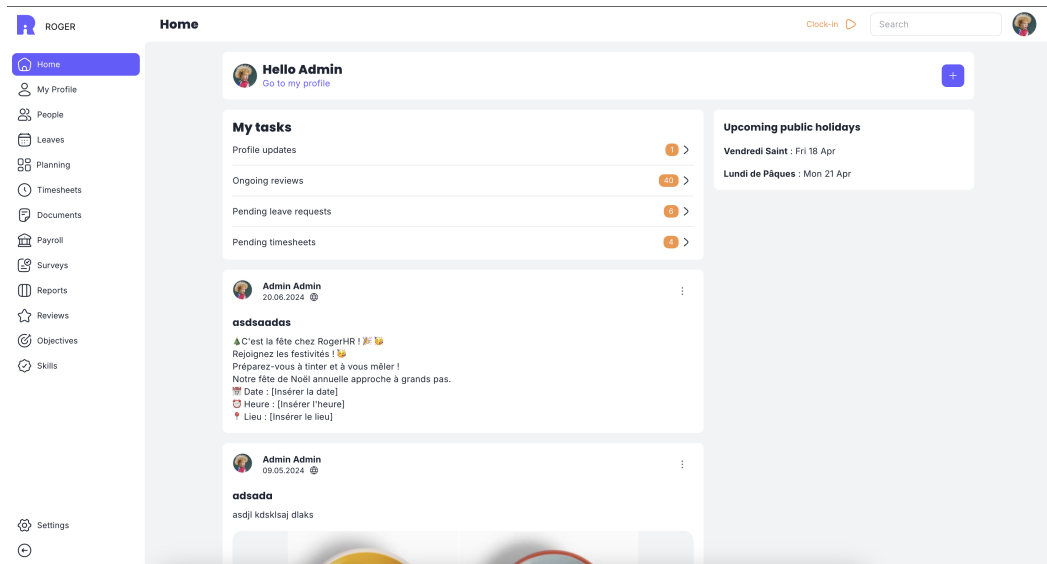 ROGER
Home
Clock-in
Search
Home
My Profile
People
Leaves
Planning
Timesheets
Documents
Payroll
Surveys
Reports
Reviews
Objectives
Skills
Settings
Hello Admin
Go to my profile
+
My tasks
Profile updates 1
Ongoing reviews 40
Pending leave requests 6
Pending timesheets 4
Upcoming public holidays
Vendredi Saint : Fri 18 Apr
Lundi de Pâques : Mon 21 Apr
Admin Admin
20.06.2024
asdsaadas
🎄C'est la fête chez RogerHR ! 🎉 🥳
Rejoignez les festivités ! 🥳
Préparez-vous à tinter et à vous mêler !
Notre fête de Noël annuelle approche à grands pas.
📅 Date : [Insérer la date]
⏰ Heure : [Insérer l'heure]
📍 Lieu : [Insérer le lieu]
Admin Admin
09.05.2024
adsada
asdjl kdsklsaj dlaks